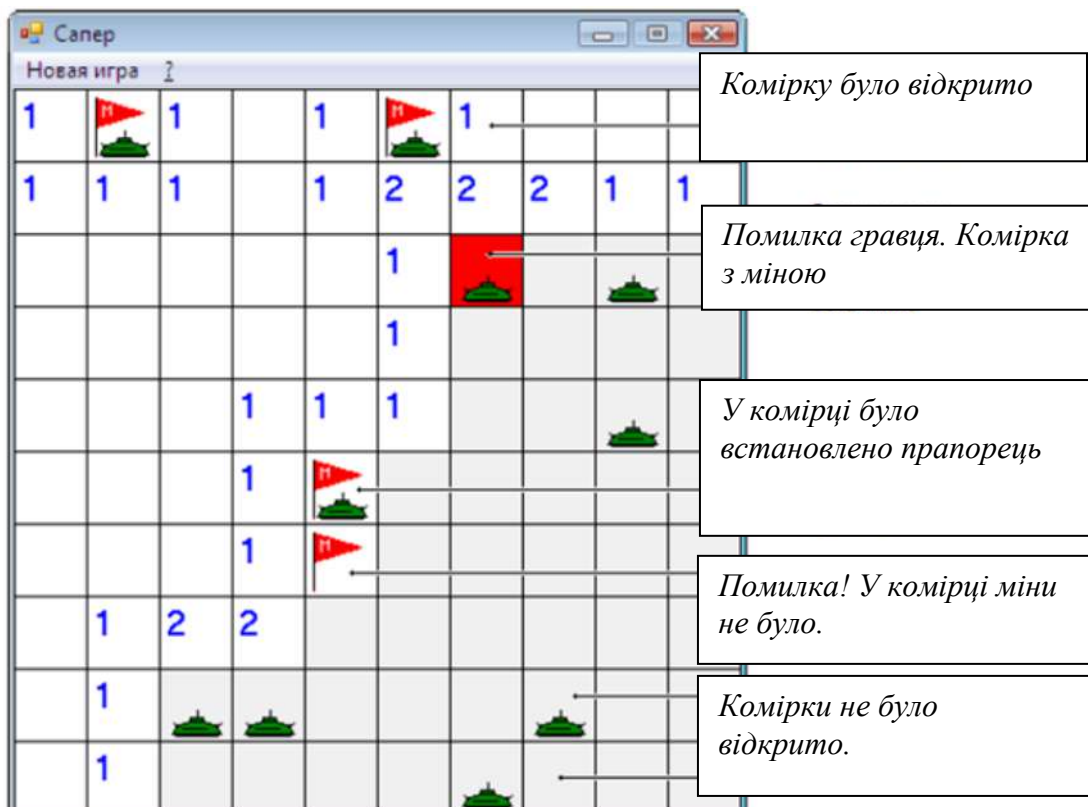 Сапер
Новая игра ?
1 М 1 1 М 1
1 1 1 1 2 2 2 1 1
1
1
1 1 1
1 М
1 М
1 2 2
1
1
Комірку було відкрито
Помилка гравця. Комірка
з міною
У комірці було
встановлено прапорець
Помилка! У комірці міни
не було.
Комірки не було
відкрито.